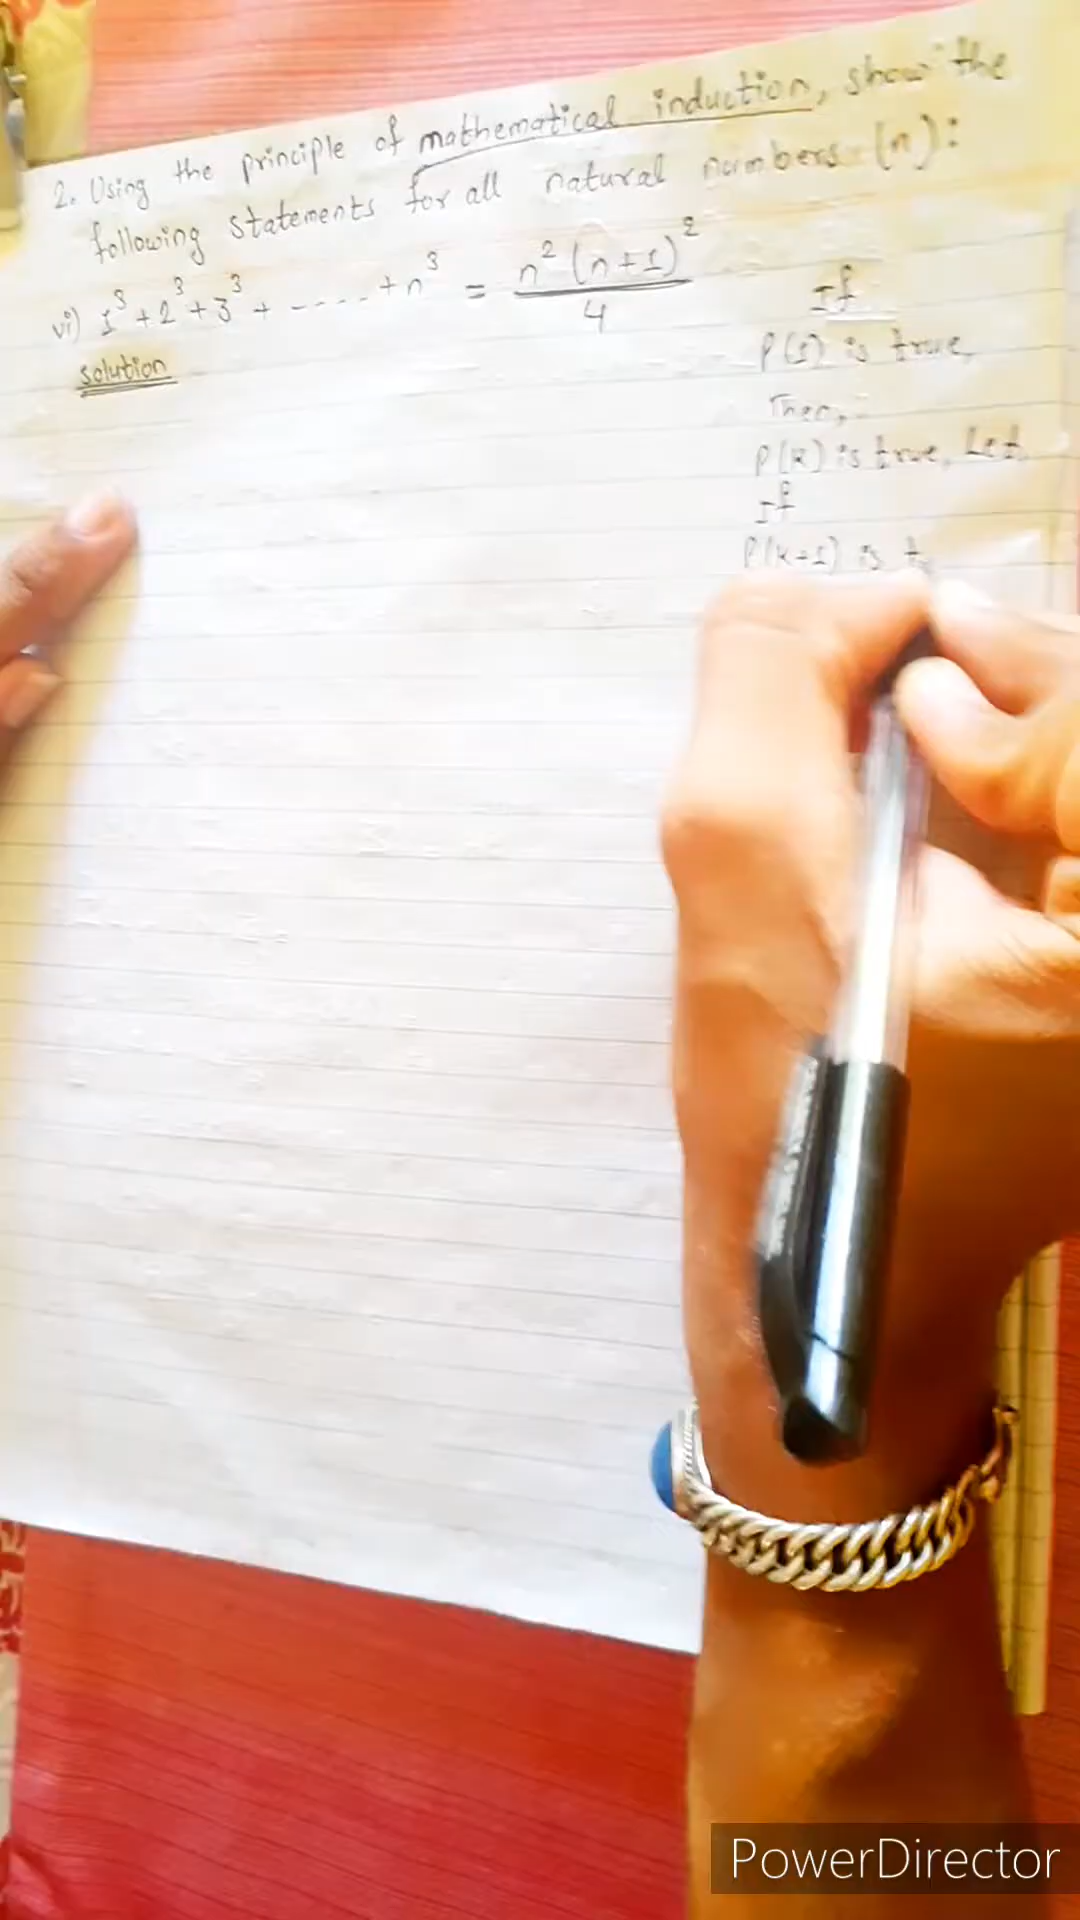 2. Using the principle of mathematical induction, show the
following statements for all natural numbers (n):
vi) 1³ + 2³ + 3³ + ----- + n³ = n² (n+1)² / 4
solution
If
P(1) is true,
Then,
P(k) is true, Let,
If
P(k+1) is
PowerDirector